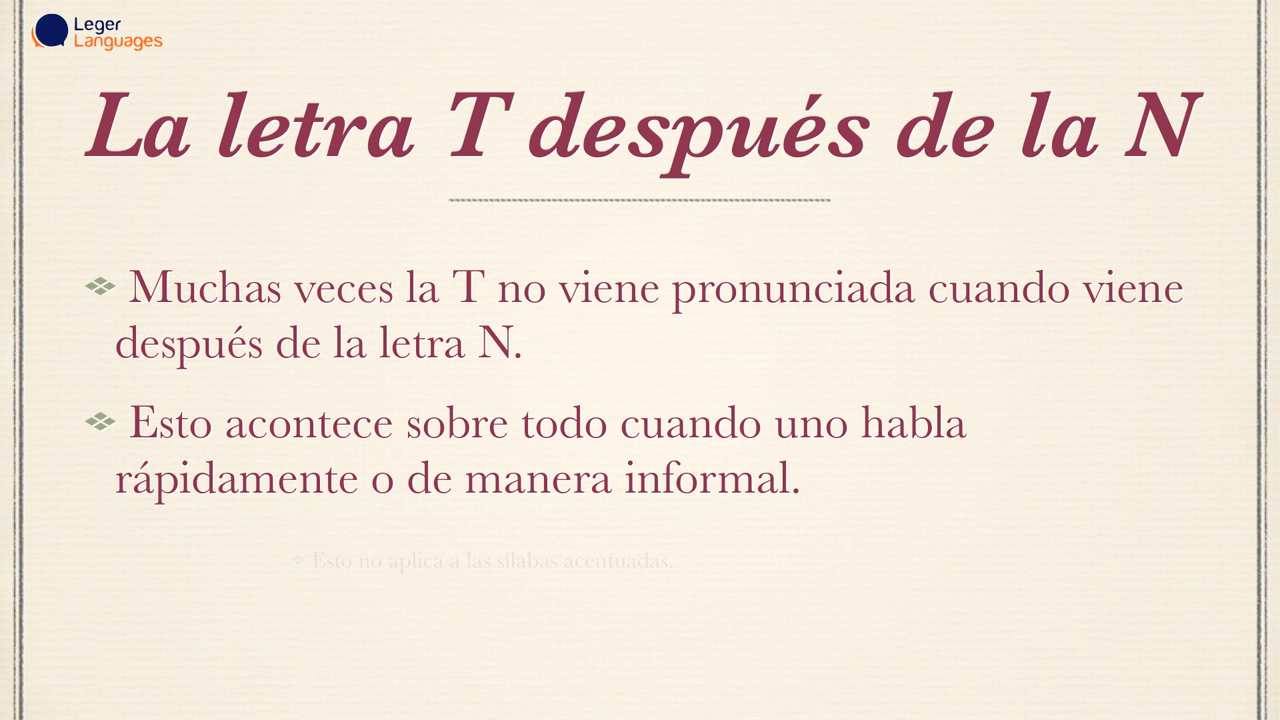 Leger
Languages
La letra T después de la N
Muchas veces la T no viene pronunciada cuando viene
después de la letra N.
Esto acontece sobre todo cuando uno habla
rápidamente o de manera informal.
Esto no aplica a las sílabas acentuadas.